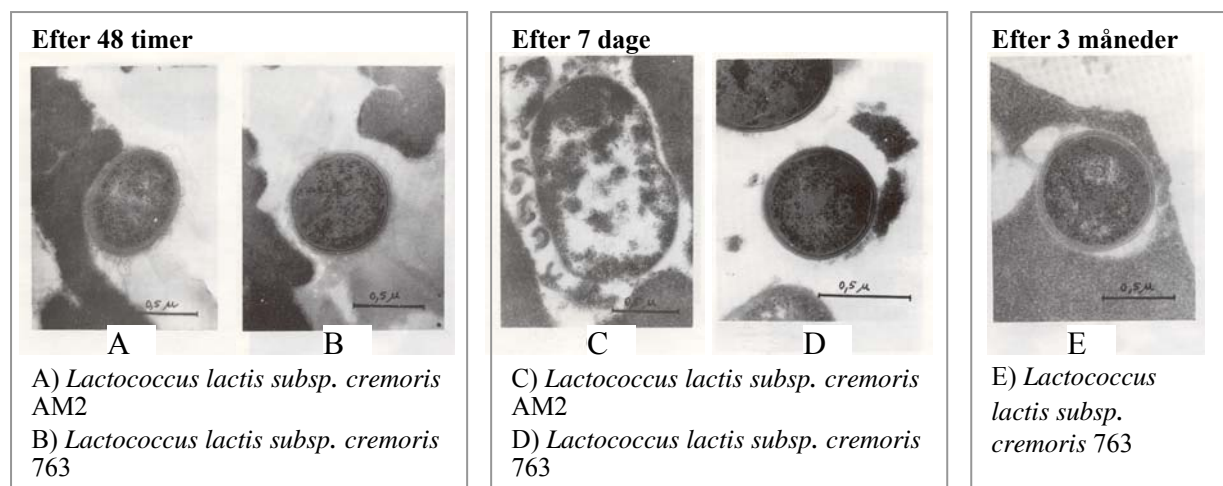 Efter 48 timer
0,5 μ
0,5 μ
A
B
A) Lactococcus lactis subsp. cremoris
AM2
B) Lactococcus lactis subsp. cremoris
763
Efter 7 dage
0,5 μ
0,5 μ
C
D
C) Lactococcus lactis subsp. cremoris
AM2
D) Lactococcus lactis subsp. cremoris
763
Efter 3 måneder
0,5 μ
E
E) Lactococcus
lactis subsp.
cremoris 763